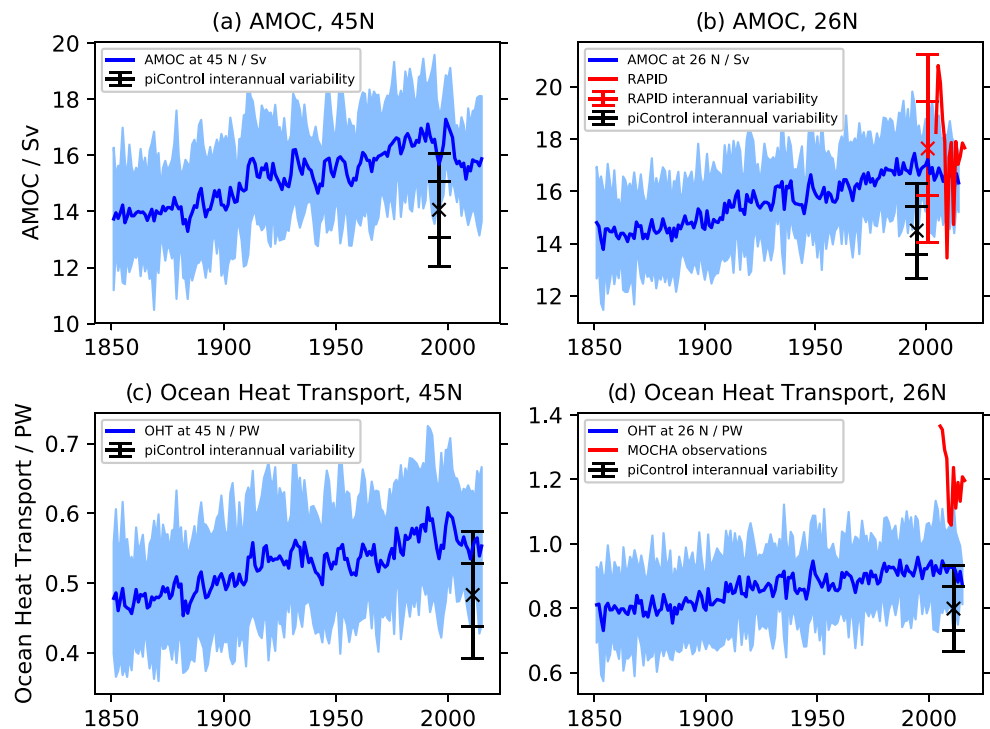 (a) AMOC, 45N
(b) AMOC, 26N
AMOC / Sv
20
18
16
14
12
10
AMOC at 45 N / Sv
piControl interannual variability
1850
1900
1950
2000
20
18
16
14
12
AMOC at 26 N / Sv
RAPID
RAPID interannual variability
piControl interannual variability
1850
1900
1950
2000
(c) Ocean Heat Transport, 45N
(d) Ocean Heat Transport, 26N
Ocean Heat Transport / PW
0.7
0.6
0.5
0.4
OHT at 45 N / PW
piControl interannual variability
1850
1900
1950
2000
1.4
1.2
1.0
0.8
0.6
OHT at 26 N / PW
MOCHA observations
piControl interannual variability
1850
1900
1950
2000